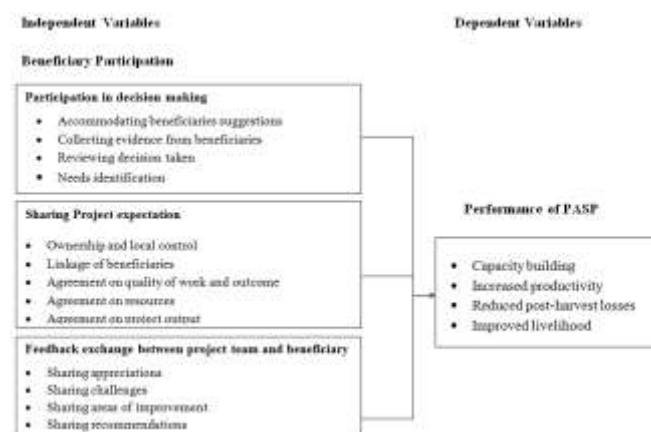 Independent Variables
Dependent Variables
Beneficiary Participation
Participation in decision making
• Accommodating beneficiaries suggestions
• Collecting evidence from beneficiaries
• Reviewing decision taken
• Needs identification
Sharing Project expectation
• Ownership and local control
• Linkage of beneficiaries
• Agreement on quality of work and outcome
• Agreement on resources
• Agreement on project output
Feedback exchange between project team and beneficiary
• Sharing appreciations
• Sharing challenges
• Sharing areas of improvement
• Sharing recommendations
Performance of PASP
• Capacity building
• Increased productivity
• Reduced post-harvest losses
• Improved livelihood